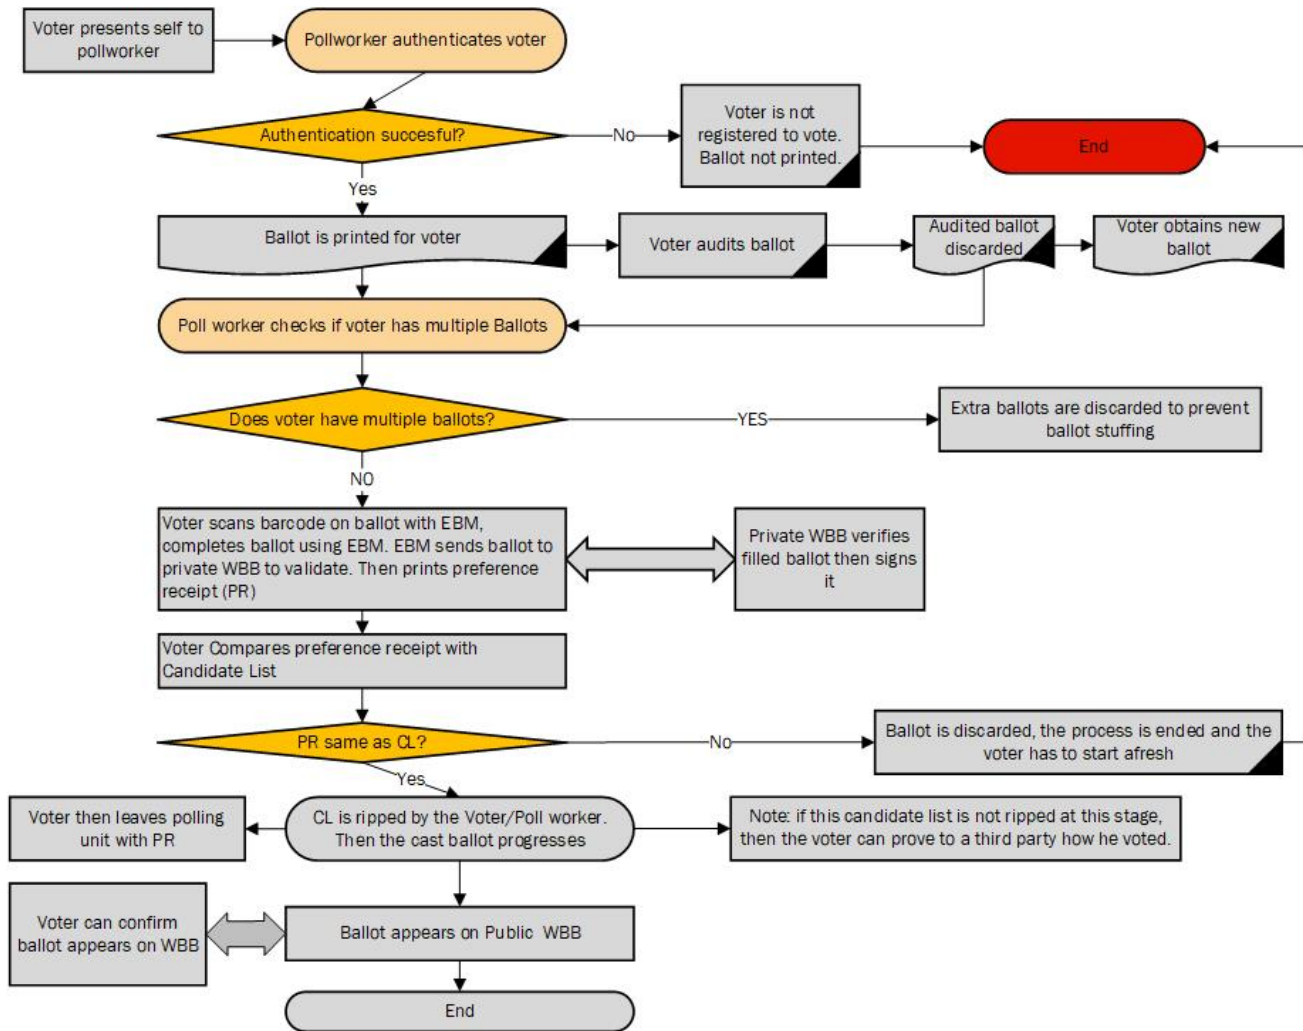 Voter presents self to
pollworker
Pollworker authenticates voter
Authentication succesful?
No
Voter is not
registered to vote.
Ballot not printed.
End
Yes
Ballot is printed for voter
Voter audits ballot
Audited ballot
discarded
Voter obtains new
ballot
Poll worker checks if voter has multiple Ballots
Does voter have multiple ballots?
YES
Extra ballots are discarded to prevent
ballot stuffing
NO
Voter scans barcode on ballot with EBM,
completes ballot using EBM. EBM sends ballot to
private WBB to validate. Then prints preference
receipt (PR)
Private WBB verifies
filled ballot then signs
it
Voter Compares preference receipt with
Candidate List
PR same as CL?
No
Ballot is discarded, the process is ended and the
voter has to start afresh
Yes
Voter then leaves polling
unit with PR
CL is ripped by the Voter/Poll worker.
Then the cast ballot progresses
Note: if this candidate list is not ripped at this stage,
then the voter can prove to a third party how he voted.
Voter can confirm
ballot appears on WBB
Ballot appears on Public WBB
End